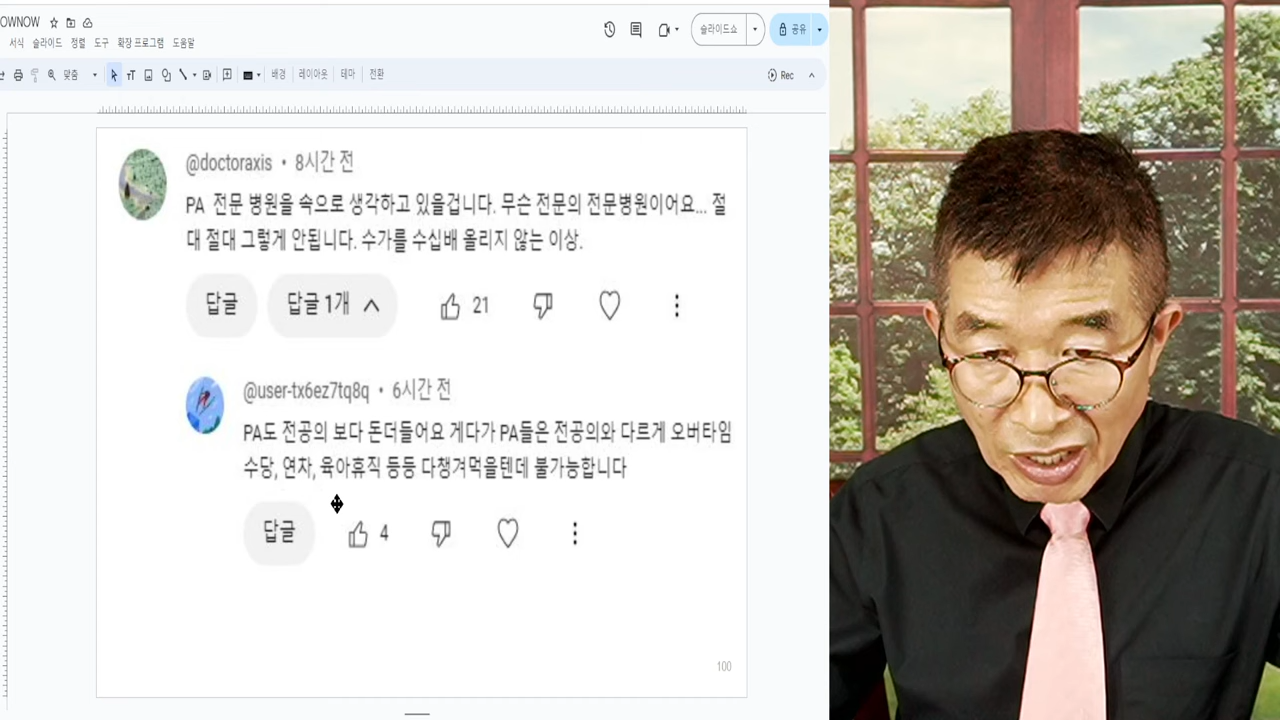 OWNOW
슬라이드쇼
공유
서식 슬라이드 정렬 도구 확장 프로그램 도움말
맞춤 배경 레이아웃 테마 전환 Rec
@doctoraxis • 8시간 전
PA 전문 병원을 속으로 생각하고 있을겁니다. 무슨 전문의 전문병원이어요... 절
대 절대 그렇게 안됩니다. 수가를 수십배 올리지 않는 이상.
답글 답글 1개 21
@user-tx6ez7tq8q • 6시간 전
PA도 전공의 보다 돈더들어요 게다가 PA들은 전공의와 다르게 오버타임
수당, 연차, 육아휴직 등등 다챙겨먹을텐데 불가능합니다
답글 4
100